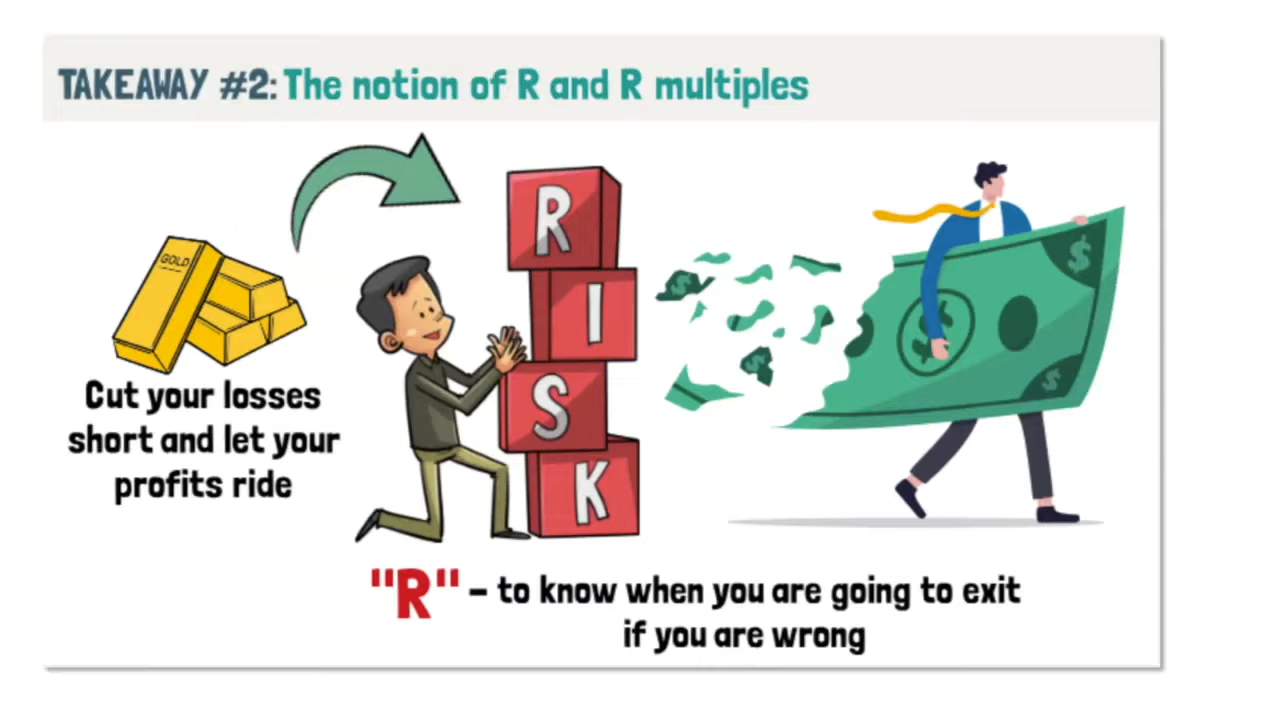 TAKEAWAY #2: The notion of R and R multiples
GOLD
Cut your losses
short and let your
profits ride
R
I
S
K
$
$
$
$
$
"R" - to know when you are going to exit
if you are wrong